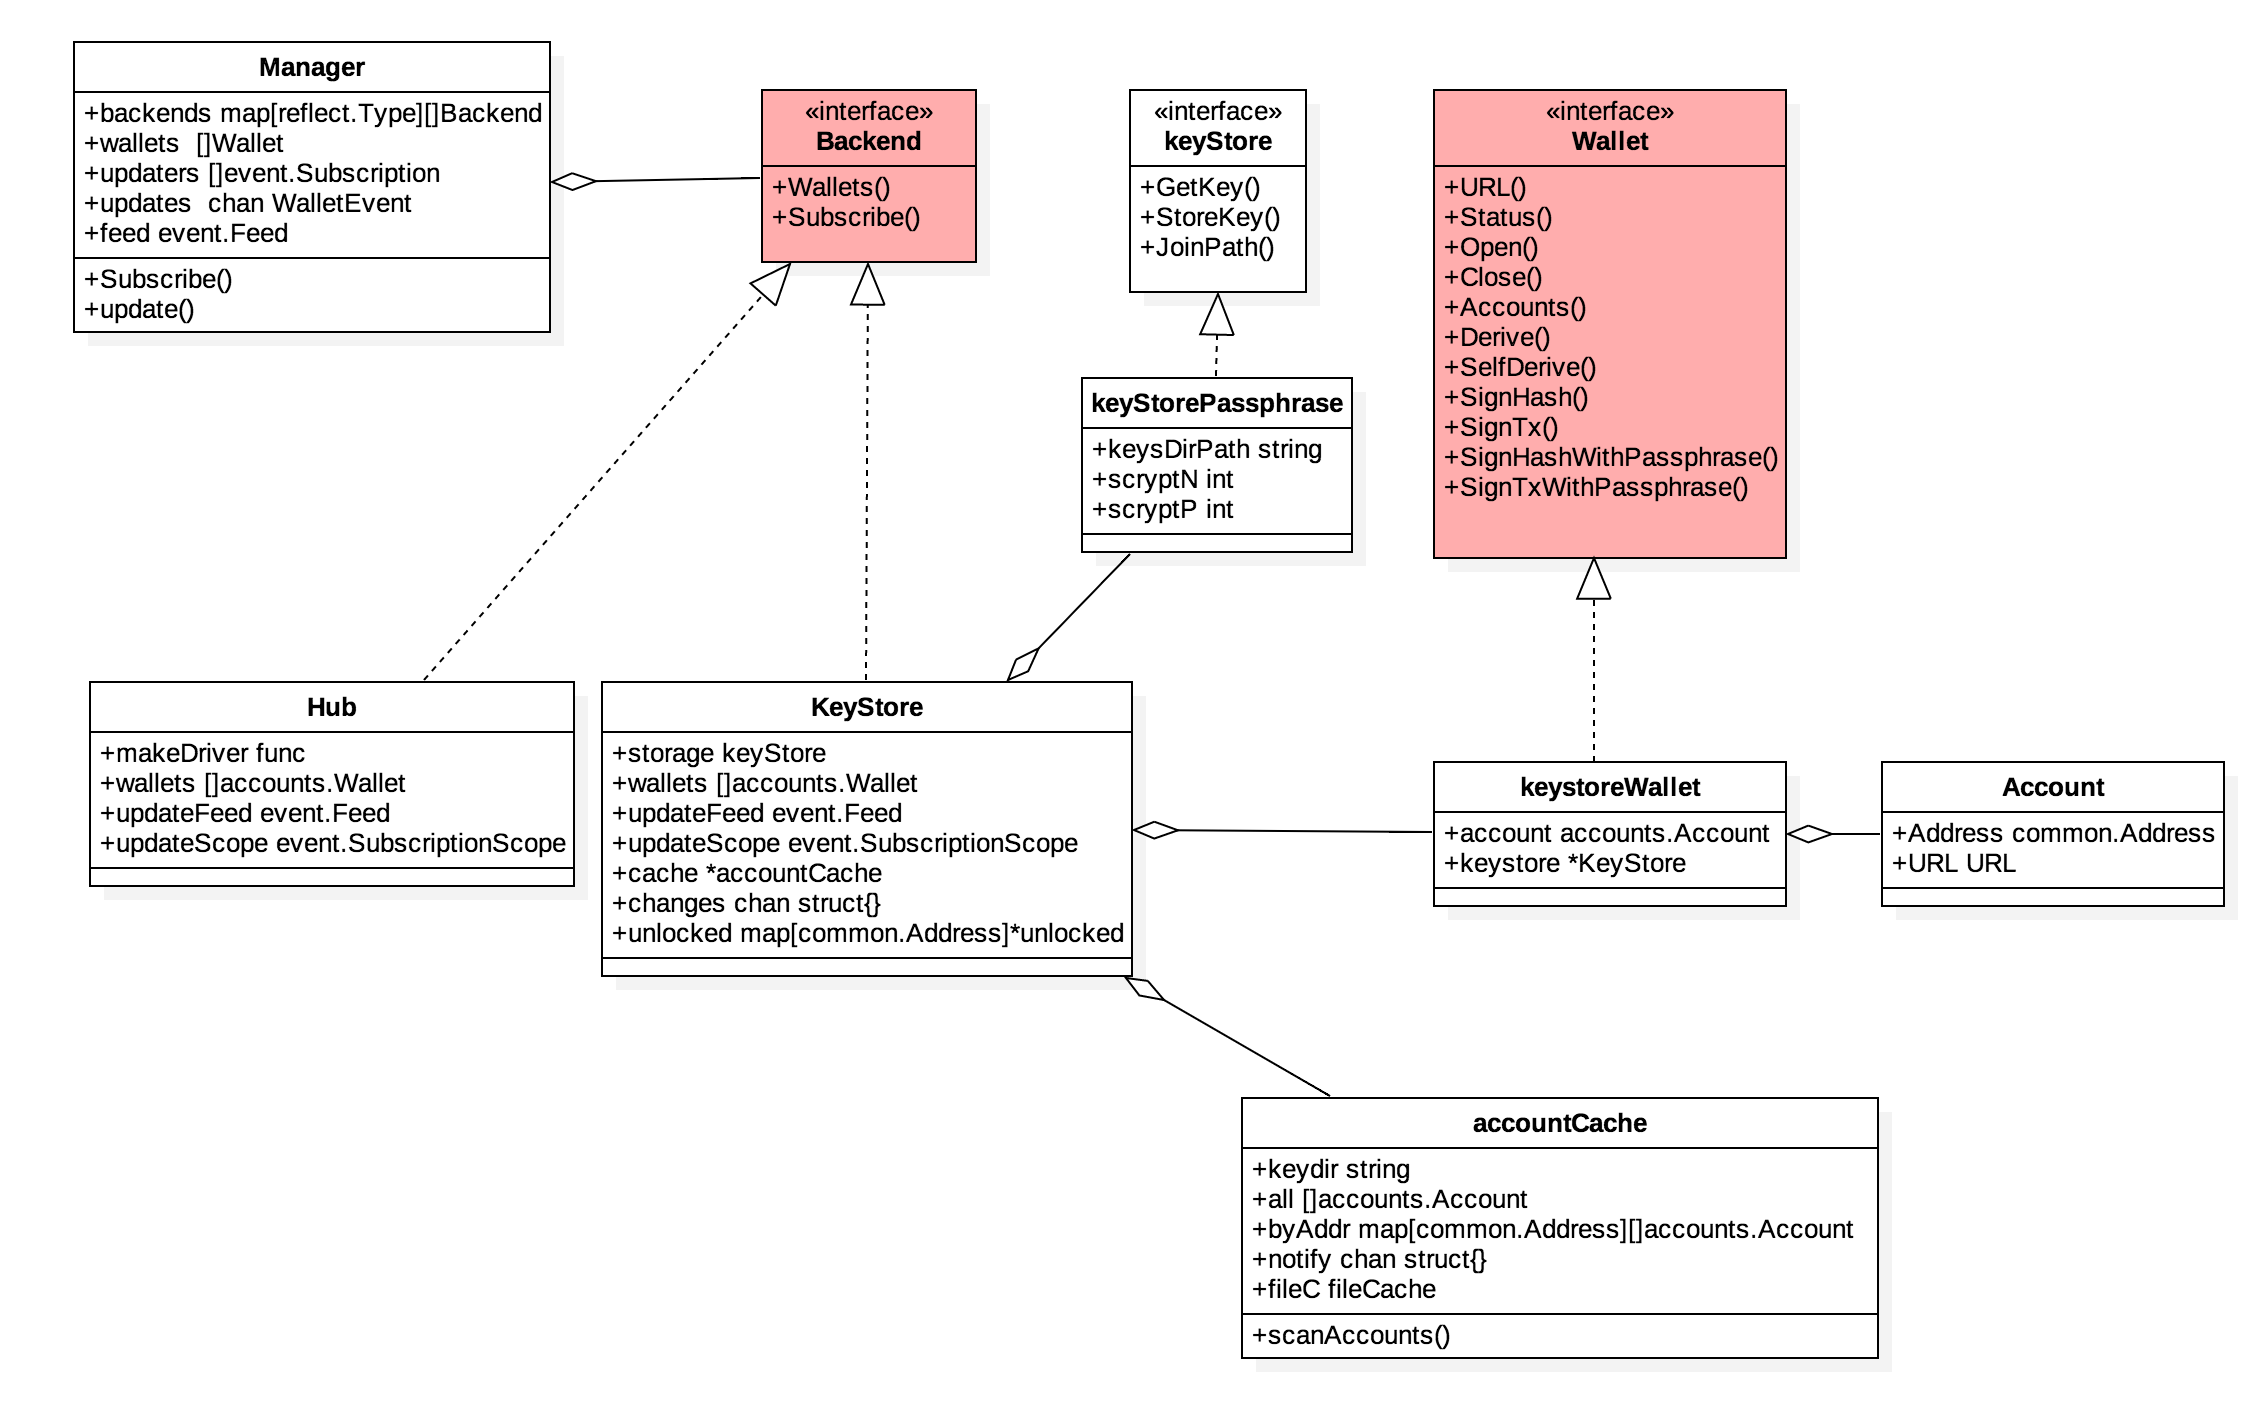 Manager
+backends map[reflect.Type][]Backend
+wallets  []Wallet
+updaters []event.Subscription
+updates  chan WalletEvent
+feed event.Feed
+Subscribe()
+update()
«interface»
Backend
+Wallets()
+Subscribe()
«interface»
keyStore
+GetKey()
+StoreKey()
+JoinPath()
«interface»
Wallet
+URL()
+Status()
+Open()
+Close()
+Accounts()
+Derive()
+SelfDerive()
+SignHash()
+SignTx()
+SignHashWithPassphrase()
+SignTxWithPassphrase()
keyStorePassphrase
+keysDirPath string
+scryptN int
+scryptP int
Hub
+makeDriver func
+wallets []accounts.Wallet
+updateFeed event.Feed
+updateScope event.SubscriptionScope
KeyStore
+storage keyStore
+wallets []accounts.Wallet
+updateFeed event.Feed
+updateScope event.SubscriptionScope
+cache *accountCache
+changes chan struct{}
+unlocked map[common.Address]*unlocked
keystoreWallet
+account accounts.Account
+keystore *KeyStore
Account
+Address common.Address
+URL URL
accountCache
+keydir string
+all []accounts.Account
+byAddr map[common.Address][]accounts.Account
+notify chan struct{}
+fileC fileCache
+scanAccounts()